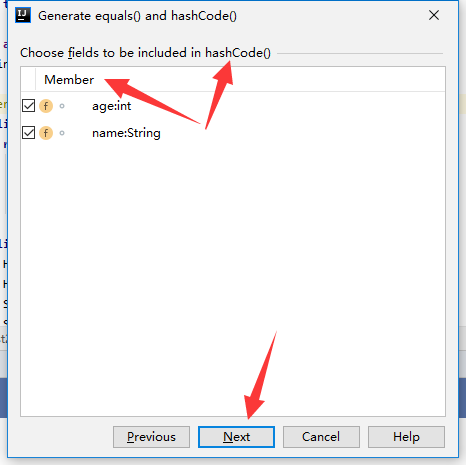 Generate equals() and hashCode()
Choose fields to be included in hashCode()
Member
f age:int
f name:String
Previous
Next
Cancel
Help